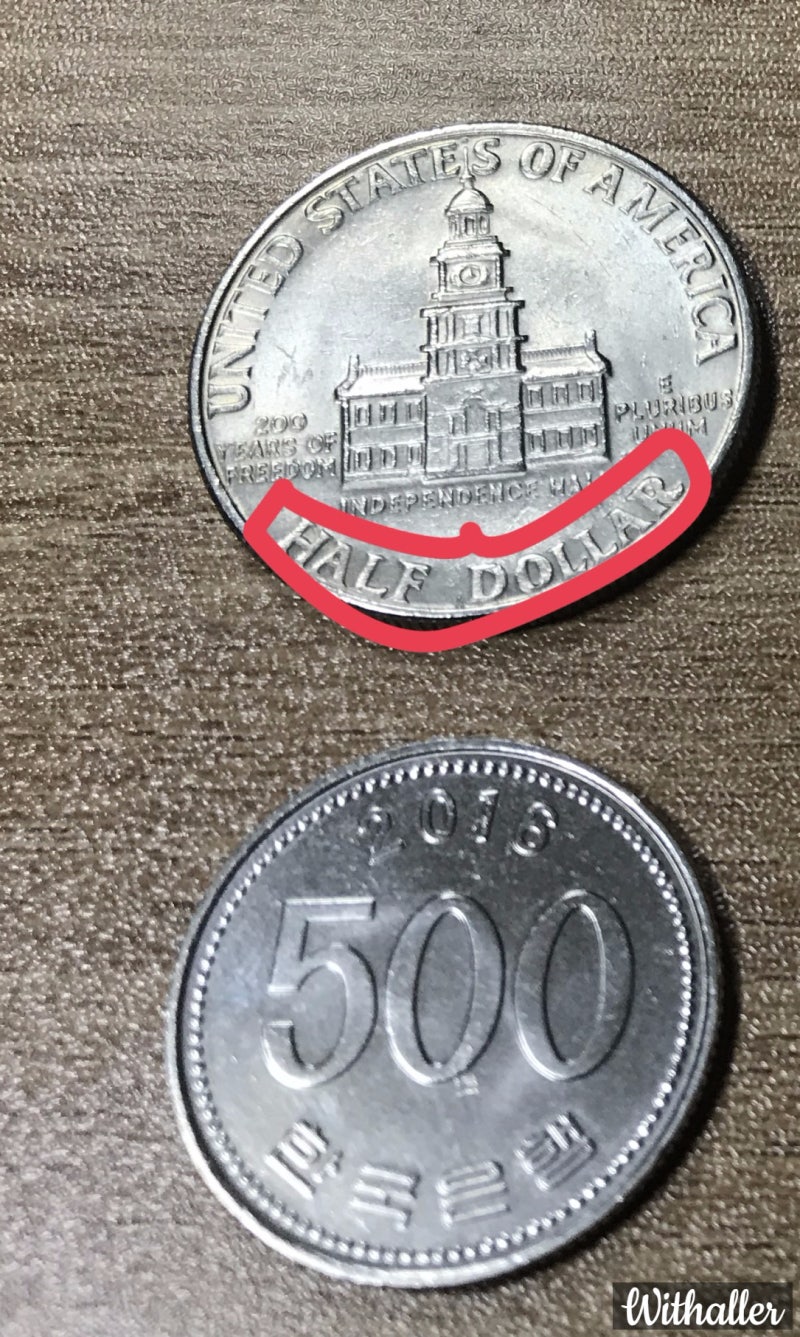 UNITED STATES OF AMERICA
200
YEARS OF
FREEDOM
E
PLURIBUS
UNUM
INDEPENDENCE HALL
HALF DOLLAR
2016
500
한국은행
Withaller